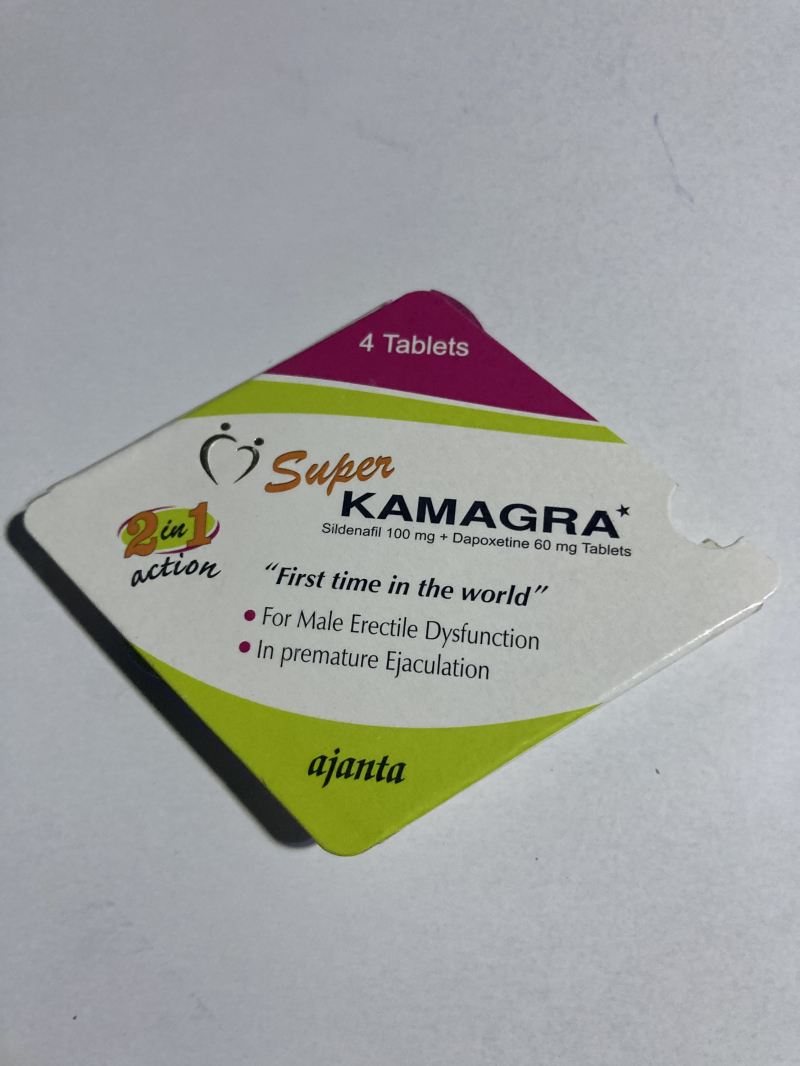 4 Tablets
Super
KAMAGRA★
Sildenafil 100 mg + Dapoxetine 60 mg Tablets
2 in 1
action
“First time in the world”
• For Male Erectile Dysfunction
• In premature Ejaculation
ajanta